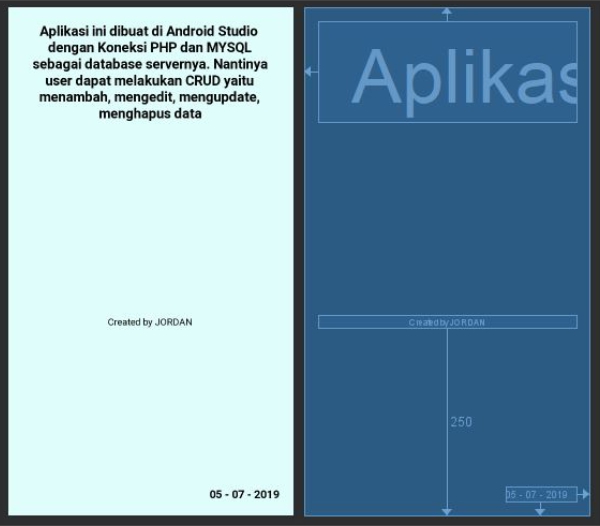 Aplikasi ini dibuat di Android Studio
dengan Koneksi PHP dan MYSQL
sebagai database servernya. Nantinya
user dapat melakukan CRUD yaitu
menambah, mengedit, mengupdate,
menghapus data
Created by JORDAN
05 - 07 - 2019
Aplikas
Created by JORDAN
250
05 - 07 - 2019